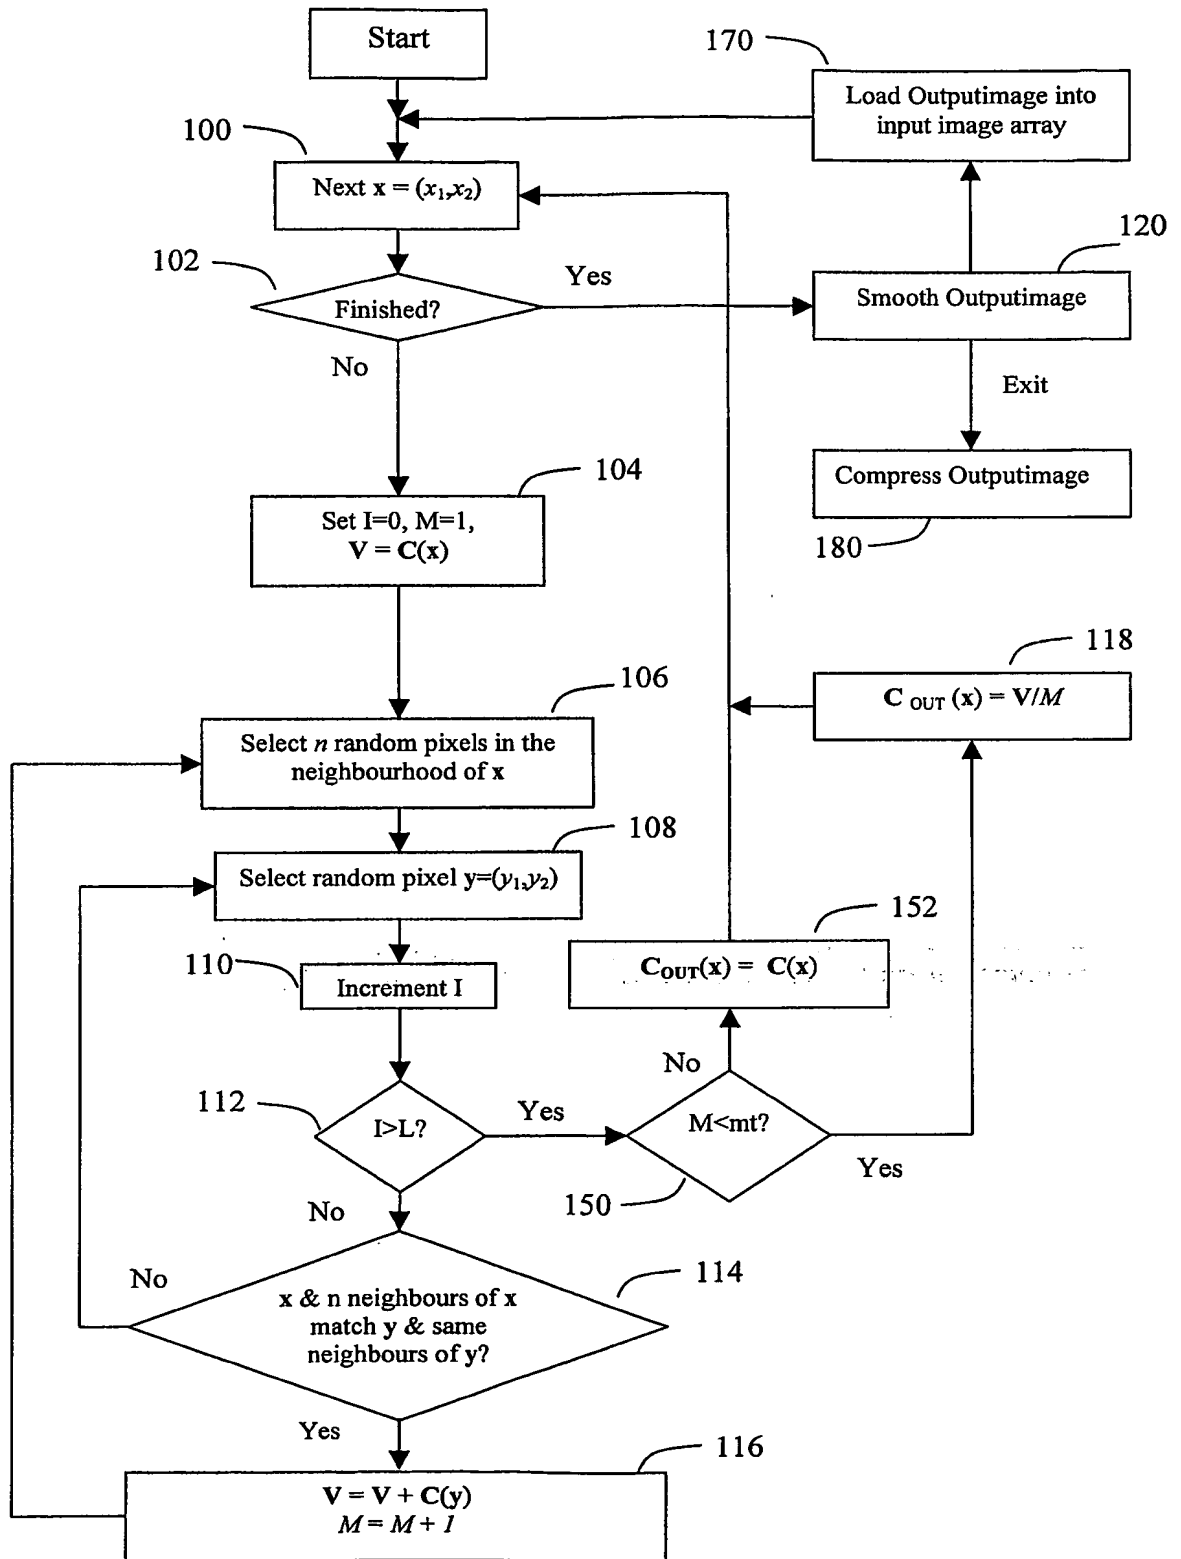 Start
170
Load Outputimage into
input image array
100
Next x = (x1,x2)
120
102
Finished?
Yes
Smooth Outputimage
No
Exit
104
Set I=0, M=1,
V = C(x)
Compress Outputimage
180
118
C OUT (x) = V/M
106
Select n random pixels in the
neighbourhood of x
108
Select random pixel y=(y1,y2)
152
COUT(x) = C(x)
110
Increment I
No
112
I>L?
Yes
M<mt?
Yes
150
No
No
114
x & n neighbours of x
match y & same
neighbours of y?
Yes
116
V = V + C(y)
M = M + 1